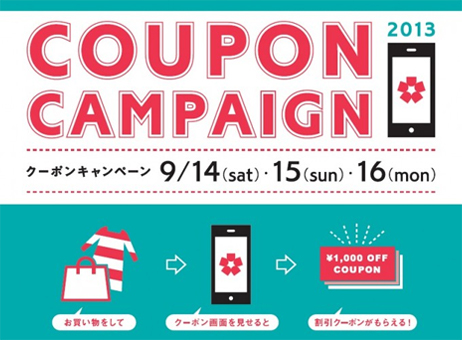 COUPON
2013
CAMPAIGN
クーポンキャンペーン 9/14(sat)・15(sun)・16(mon)
¥1,000 OFF
COUPON
お買い物をして
クーポン画面を見せると
割引クーポンがもらえる！